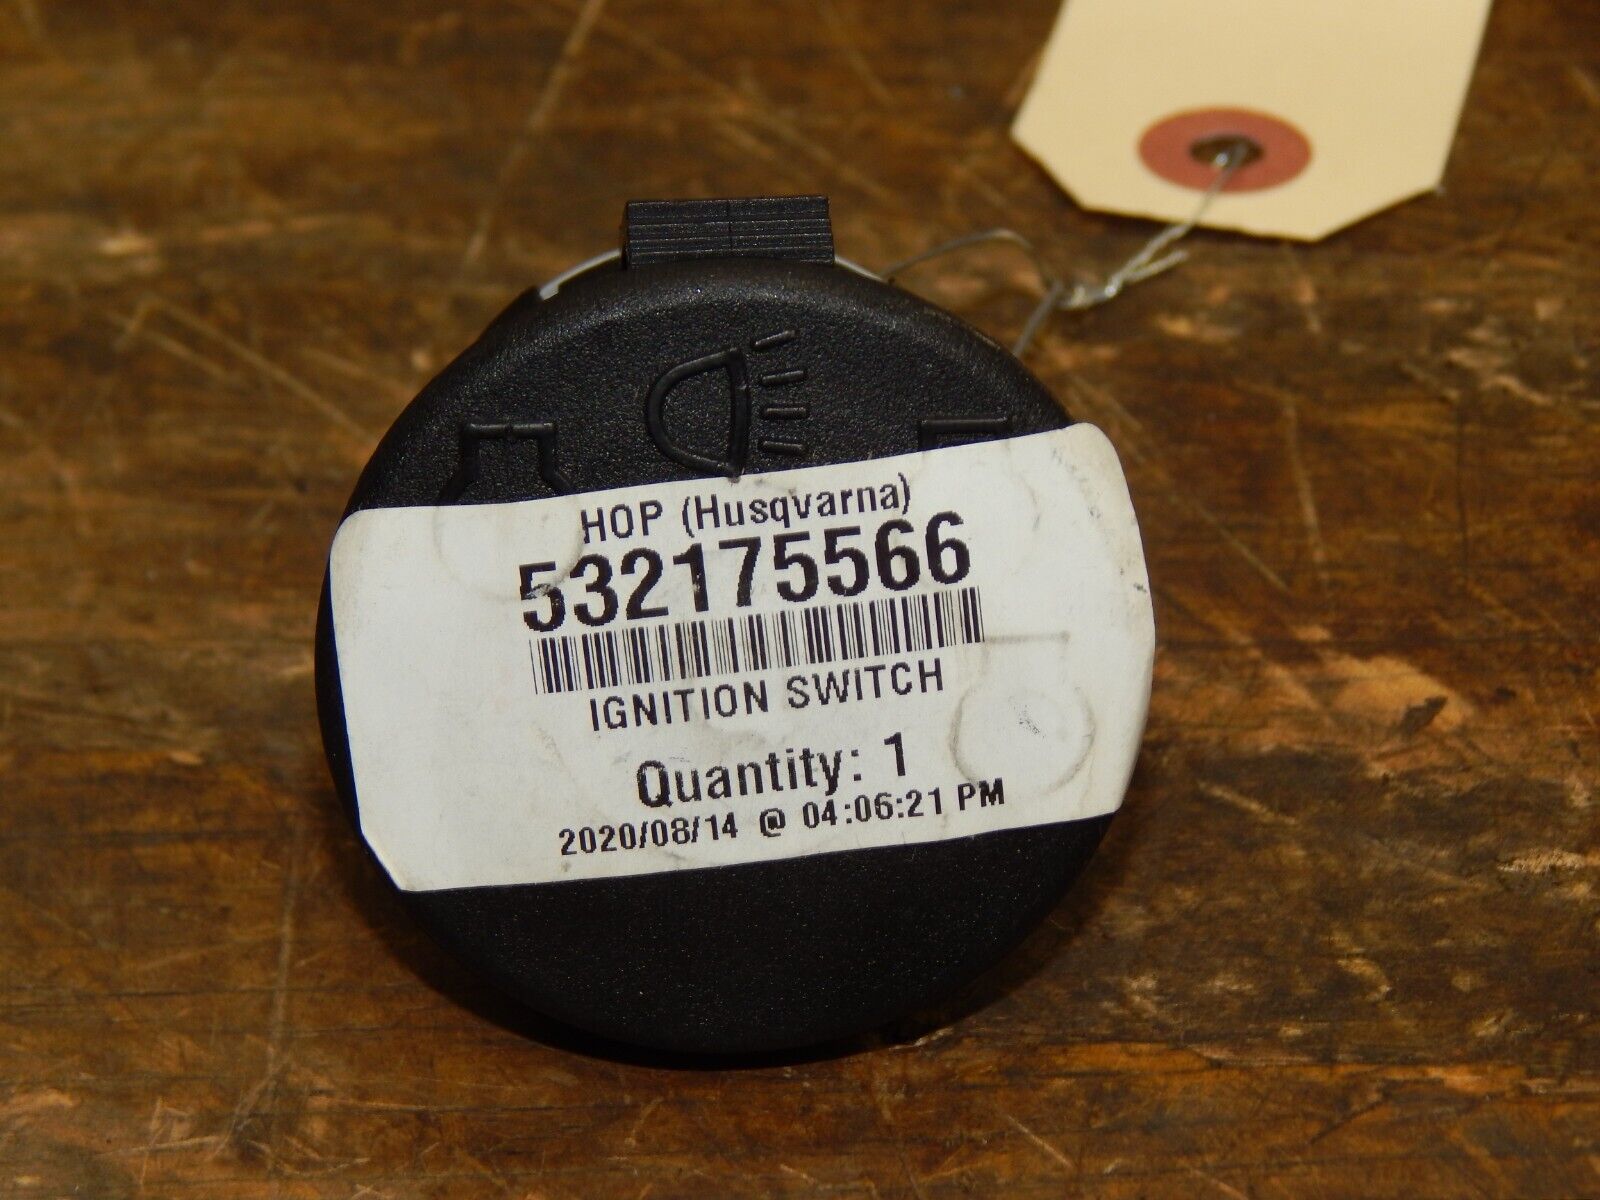 HOP (Husqvarna)
532175566
IGNITION SWITCH
Quantity: 1
2020/08/14 @ 04:06:21 PM